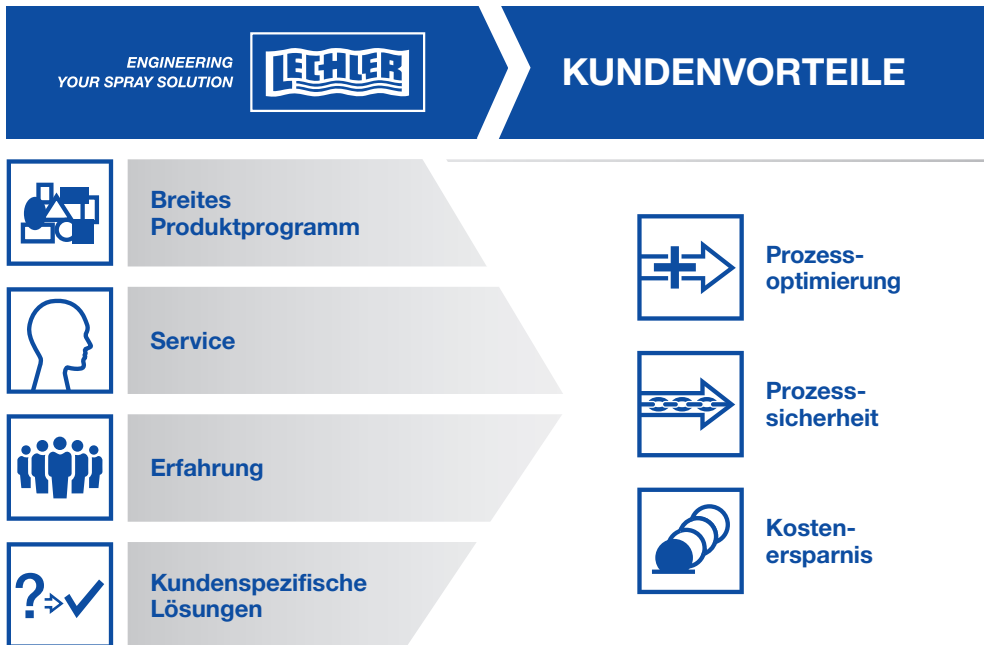 ENGINEERING
YOUR SPRAY SOLUTION
LECHLER
KUNDENVORTEILE
Breites
Produktprogramm
Service
Erfahrung
Kundenspezifische
Lösungen
Prozess-
optimierung
Prozess-
sicherheit
Kosten-
ersparnis